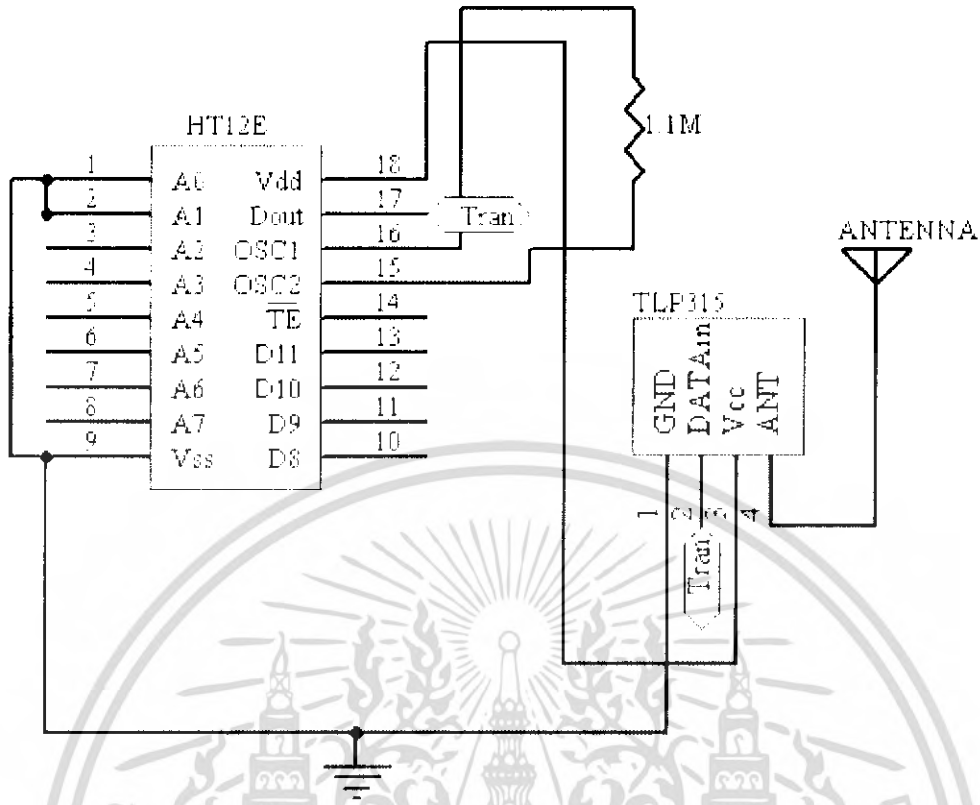 HT12E
1 A0 Vdd 18
2 A1 Dout 17
3 A2 OSC1 16
4 A3 OSC2 15
5 A4 TE 14
6 A5 D11 13
7 A6 D10 12
8 A7 D9 11
9 Vss D8 10
Tran
1.1M
ANTENNA
TLP315
GND
DATAin
Vcc
ANT
1
2
3
4
Tran